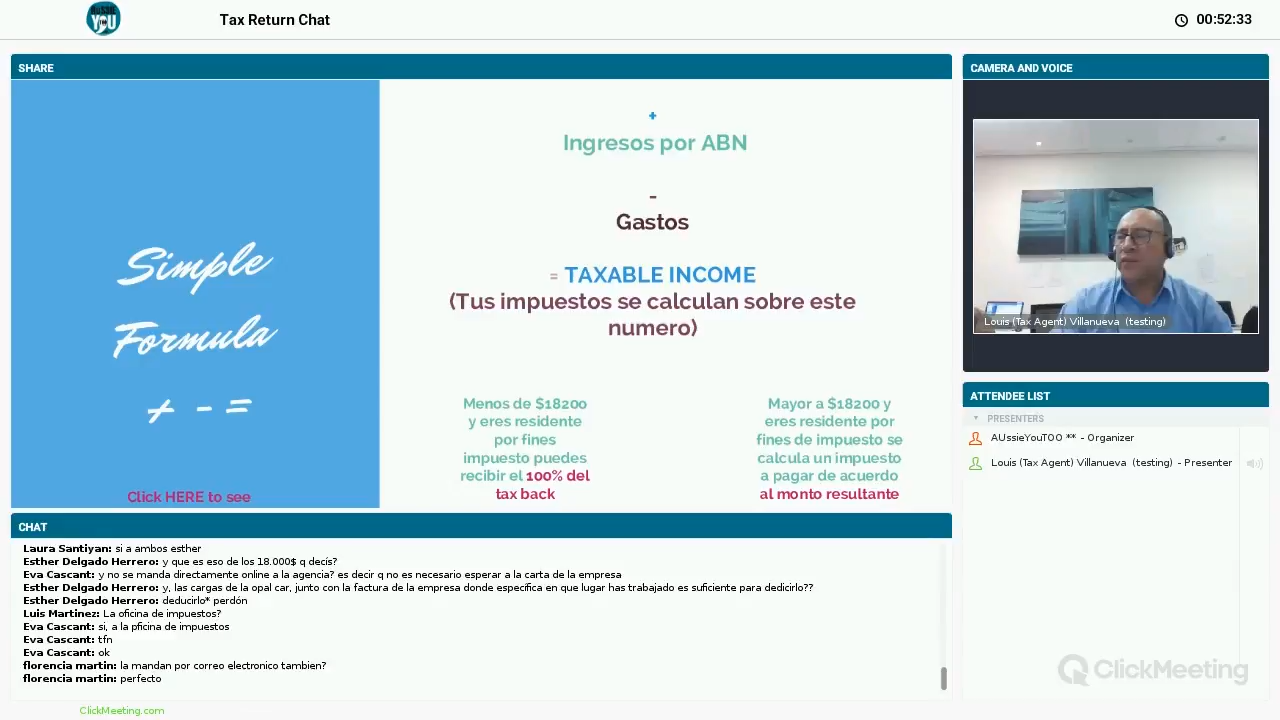 AUSSIE
YOU
TOO
Tax Return Chat
00:52:33
SHARE
Simple
Formula
+ - =
Click HERE to see
+
Ingresos por ABN
-
Gastos
= TAXABLE INCOME
(Tus impuestos se calculan sobre este
numero)
Menos de $18200
y eres residente
por fines
impuesto puedes
recibir el 100% del
tax back
Mayor a $18200 y
eres residente por
fines de impuesto se
calcula un impuesto
a pagar de acuerdo
al monto resultante
CAMERA AND VOICE
Louis (Tax Agent) Villanueva (testing)
ATTENDEE LIST
PRESENTERS
AUssieYouTOO ** - Organizer
Louis (Tax Agent) Villanueva (testing) - Presenter
ClickMeeting
CHAT
Laura Santiyan: si a ambos esther
Esther Delgado Herrero: y que es eso de los 18.000$ q decís?
Eva Cascant: y no se manda directamente online a la agencia? es decir q no es necesario esperar a la carta de la empresa
Esther Delgado Herrero: y, las cargas de la opal car, junto con la factura de la empresa donde específica en que lugar has trabajado es suficiente para dedicirlo??
Esther Delgado Herrero: deducirlo* perdón
Luis Martinez: La oficina de impuestos?
Eva Cascant: si, a la pficina de impuestos
Eva Cascant: tfn
Eva Cascant: ok
florencia martin: la mandan por correo electronico tambien?
florencia martin: perfecto
ClickMeeting.com